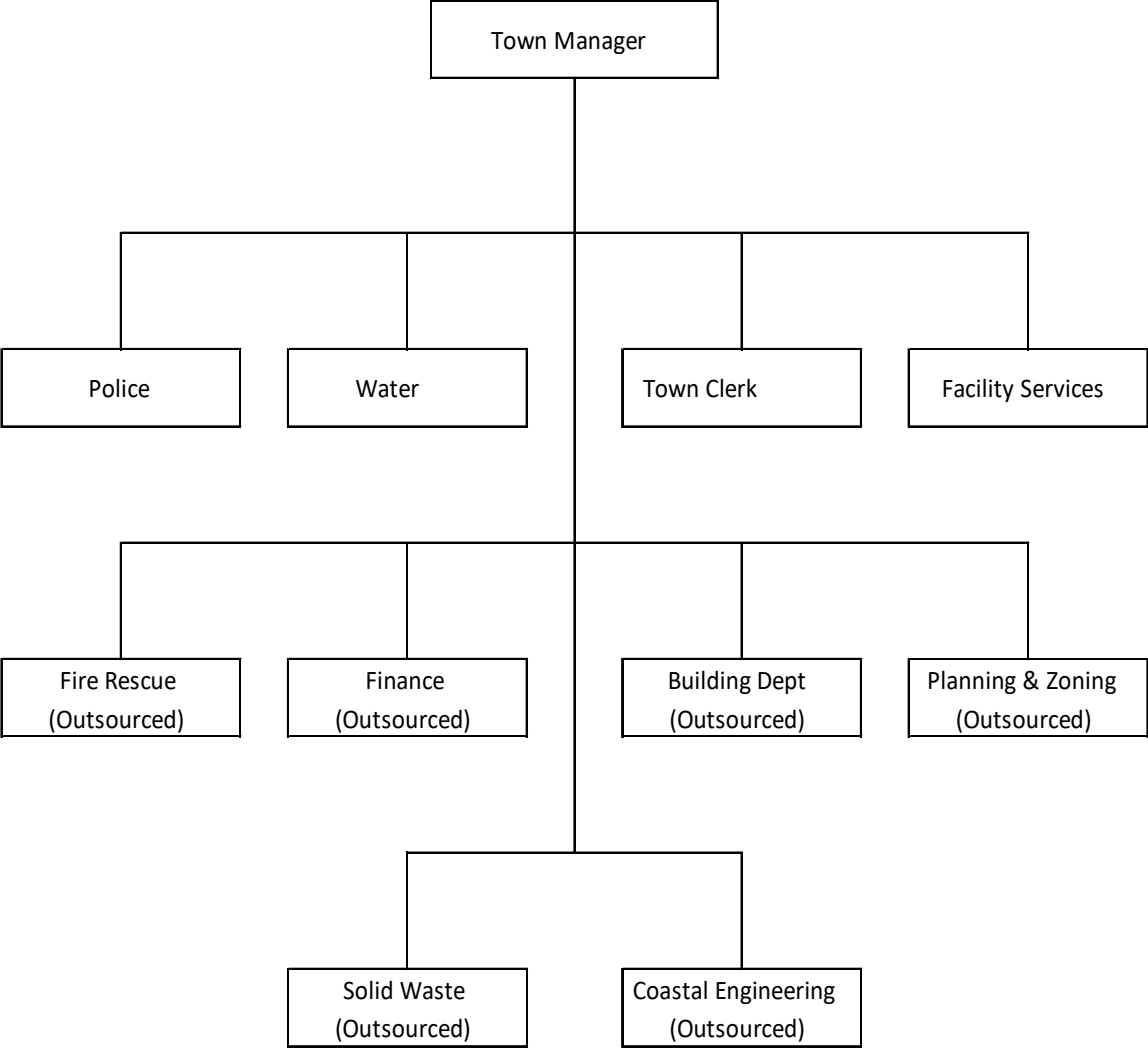 Town Manager
Police
Water
Town Clerk
Facility Services
Fire Rescue
(Outsourced)
Finance
(Outsourced)
Building Dept
(Outsourced)
Planning & Zoning
(Outsourced)
Solid Waste
(Outsourced)
Coastal Engineering
(Outsourced)